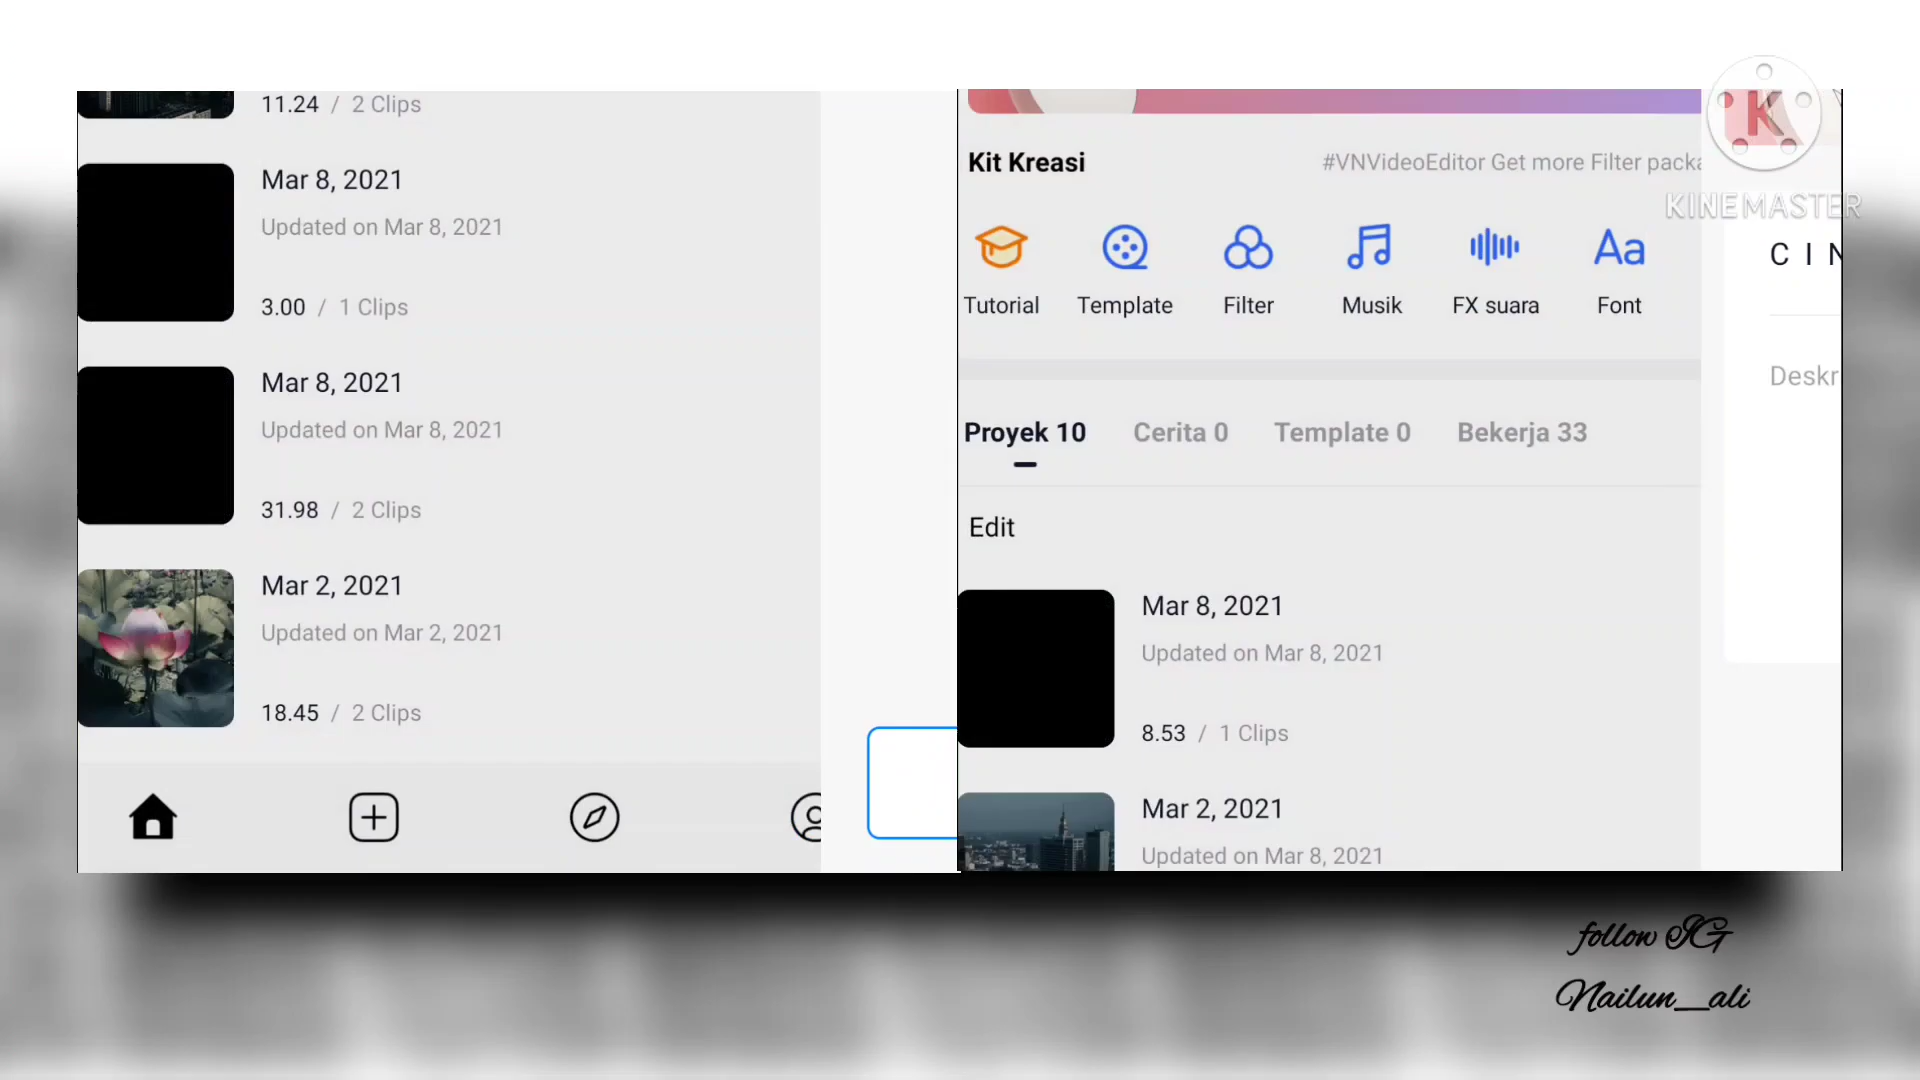 11.24 / 2 Clips
Mar 8, 2021
Updated on Mar 8, 2021
3.00 / 1 Clips
Mar 8, 2021
Updated on Mar 8, 2021
31.98 / 2 Clips
Mar 2, 2021
Updated on Mar 2, 2021
18.45 / 2 Clips
Kit Kreasi
#VNVideoEditor Get more Filter packa
Tutorial
Template
Filter
Musik
Aa
FX suara
Font
Proyek 10
Cerita 0
Template 0
Bekerja 33
Edit
Mar 8, 2021
Updated on Mar 8, 2021
8.53 / 1 Clips
Mar 2, 2021
Updated on Mar 8, 2021
K
KINEMASTER
C I N
Deskr
follow IG
Nailun__ali